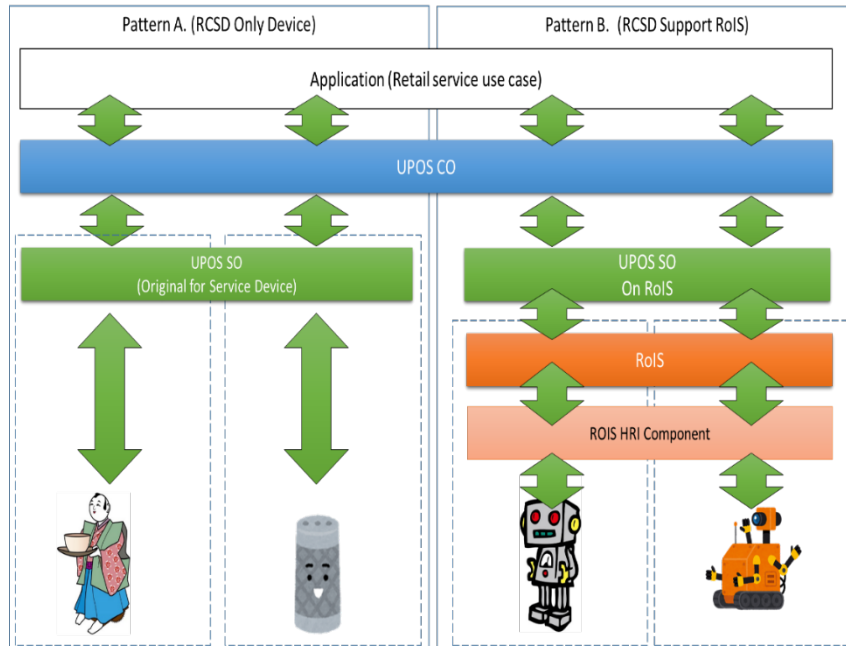 Pattern A. (RCSD Only Device)
Pattern B. (RCSD Support RoIS)
Application (Retail service use case)
UPOS CO
UPOS SO
(Original for Service Device)
UPOS SO
On RoIS
RoIS
ROIS HRI Component